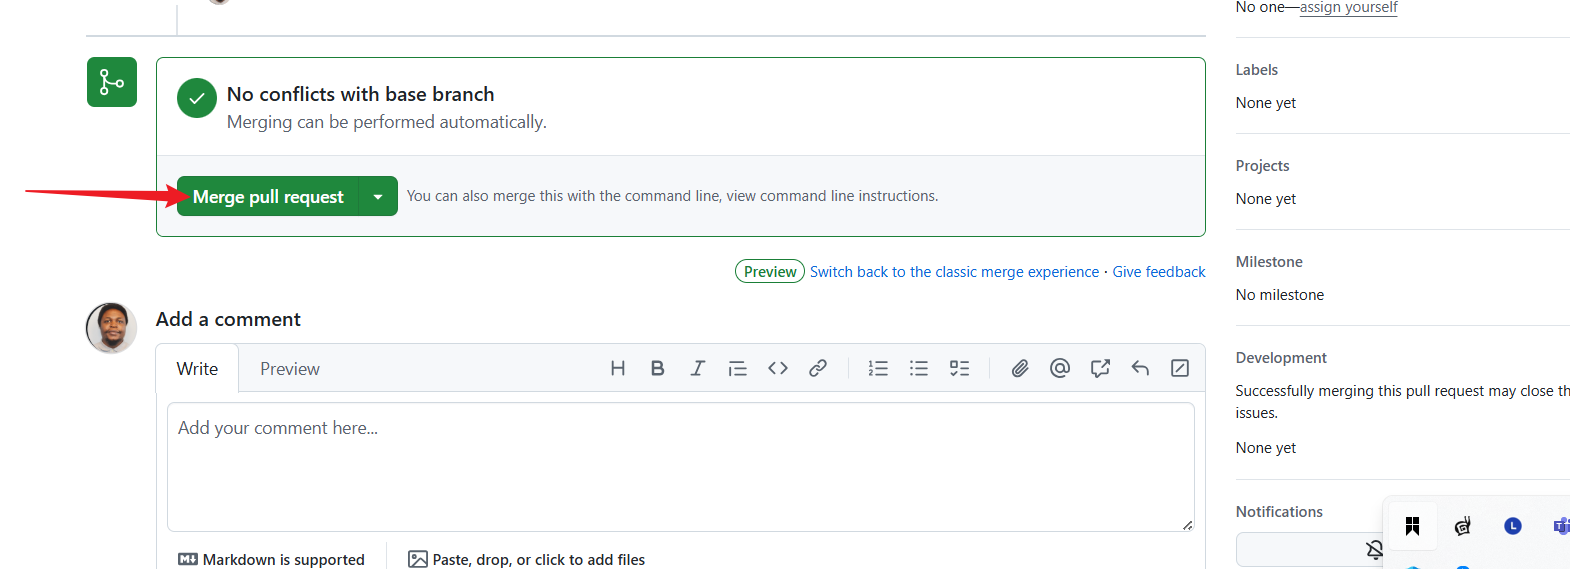 No one—assign yourself
No conflicts with base branch
Merging can be performed automatically.
Merge pull request
You can also merge this with the command line, view command line instructions.
Preview Switch back to the classic merge experience · Give feedback
Add a comment
Write Preview
Add your comment here...
Markdown is supported
Paste, drop, or click to add files
Labels
None yet
Projects
None yet
Milestone
No milestone
Development
Successfully merging this pull request may close
issues.
None yet
Notifications
L